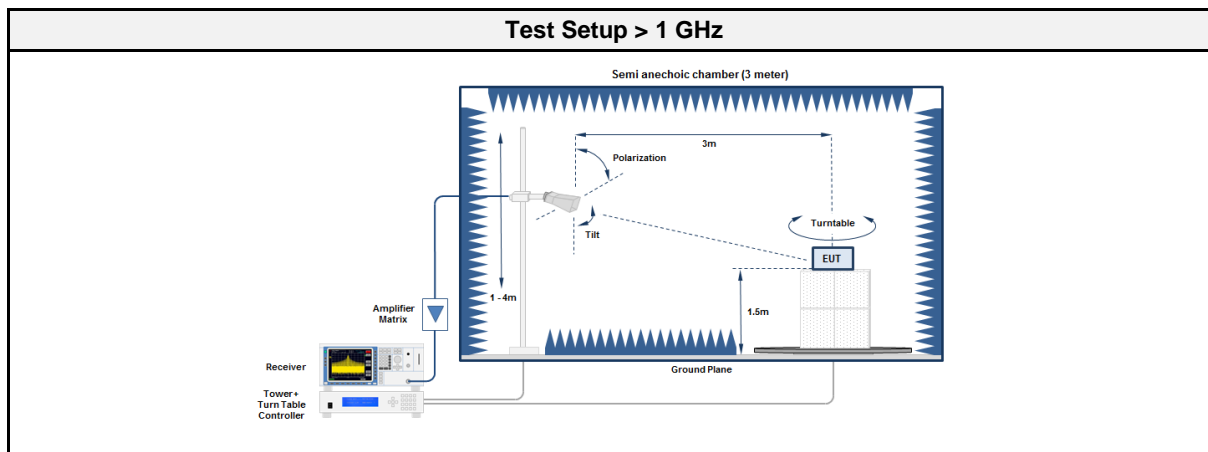 Test Setup > 1 GHz
Semi anechoic chamber (3 meter)
3m
Polarization
Turntable
Tilt
EUT
1 - 4m
1.5m
Amplifier
Matrix
Ground Plane
Receiver
Tower+
Turn Table
Controller